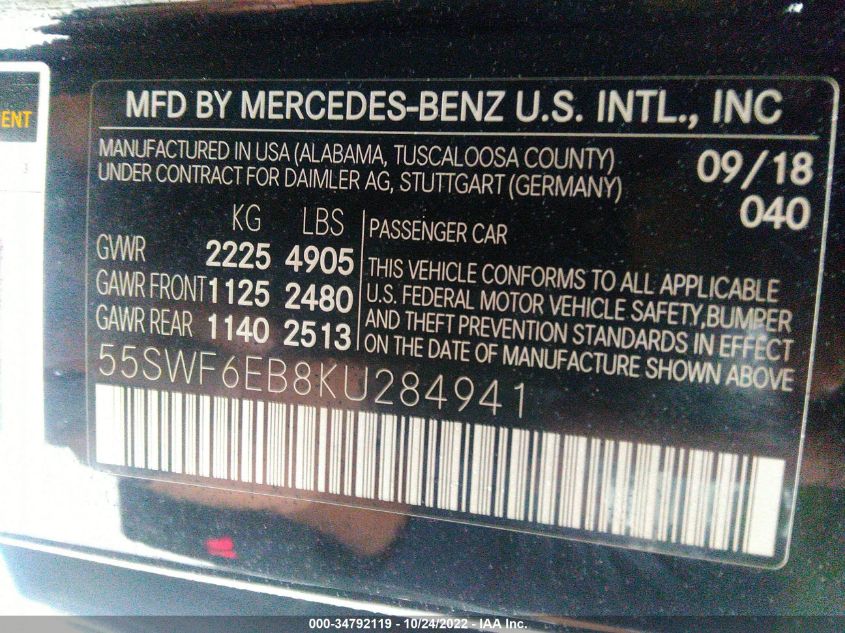 ENT
3
MFD BY MERCEDES-BENZ U.S. INTL., INC
MANUFACTURED IN USA (ALABAMA, TUSCALOOSA COUNTY)
UNDER CONTRACT FOR DAIMLER AG, STUTTGART (GERMANY)
09/18
040
KG LBS
GVWR 2225 4905
GAWR FRONT 1125 2480
GAWR REAR 1140 2513
PASSENGER CAR
THIS VEHICLE CONFORMS TO ALL APPLICABLE
U.S. FEDERAL MOTOR VEHICLE SAFETY, BUMPER
AND THEFT PREVENTION STANDARDS IN EFFECT
ON THE DATE OF MANUFACTURE SHOWN ABOVE
55SWF6EB8KU284941
000-34792119 - 10/24/2022 - IAA Inc.